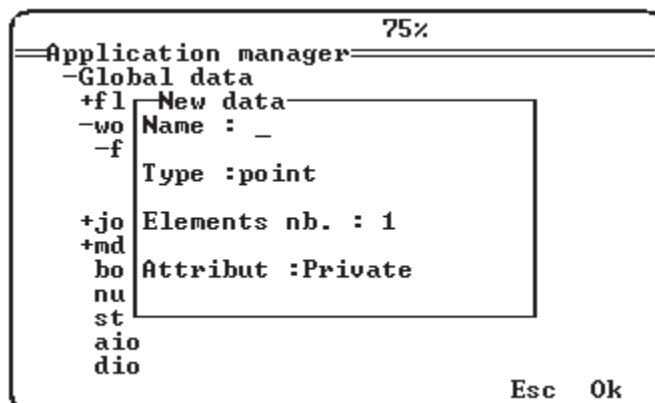 75%
Application manager
-Global data
+fl
New data
-wo
Name : _
-f
Type :point
+jo
Elements nb. : 1
+md
bo
Attribut :Private
nu
st
aio
dio
Esc Ok